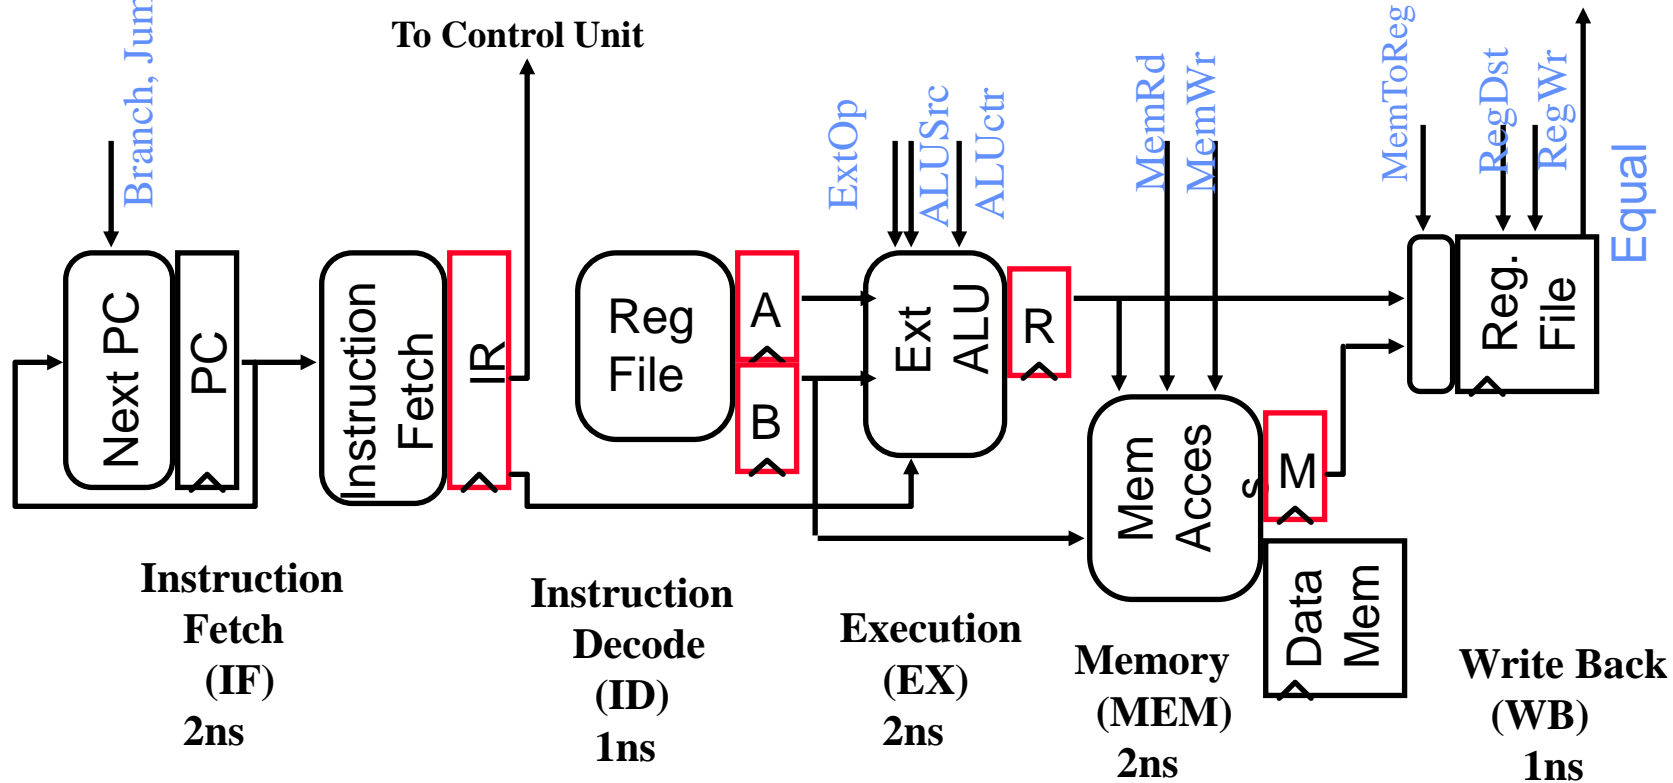 To Control Unit
Branch, Jum
ExtOp
ALUSrc
ALUctr
MemRd
MemWr
MemToReg
RegDst
RegWr
Equal
Next PC
PC
Instruction
Fetch
IR
Reg
File
A
B
Ext
ALU
R
Mem
Acces
s
M
Data
Mem
Reg.
File
Instruction
Fetch
(IF)
2ns
Instruction
Decode
(ID)
1ns
Execution
(EX)
2ns
Memory
(MEM)
2ns
Write Back
(WB)
1ns